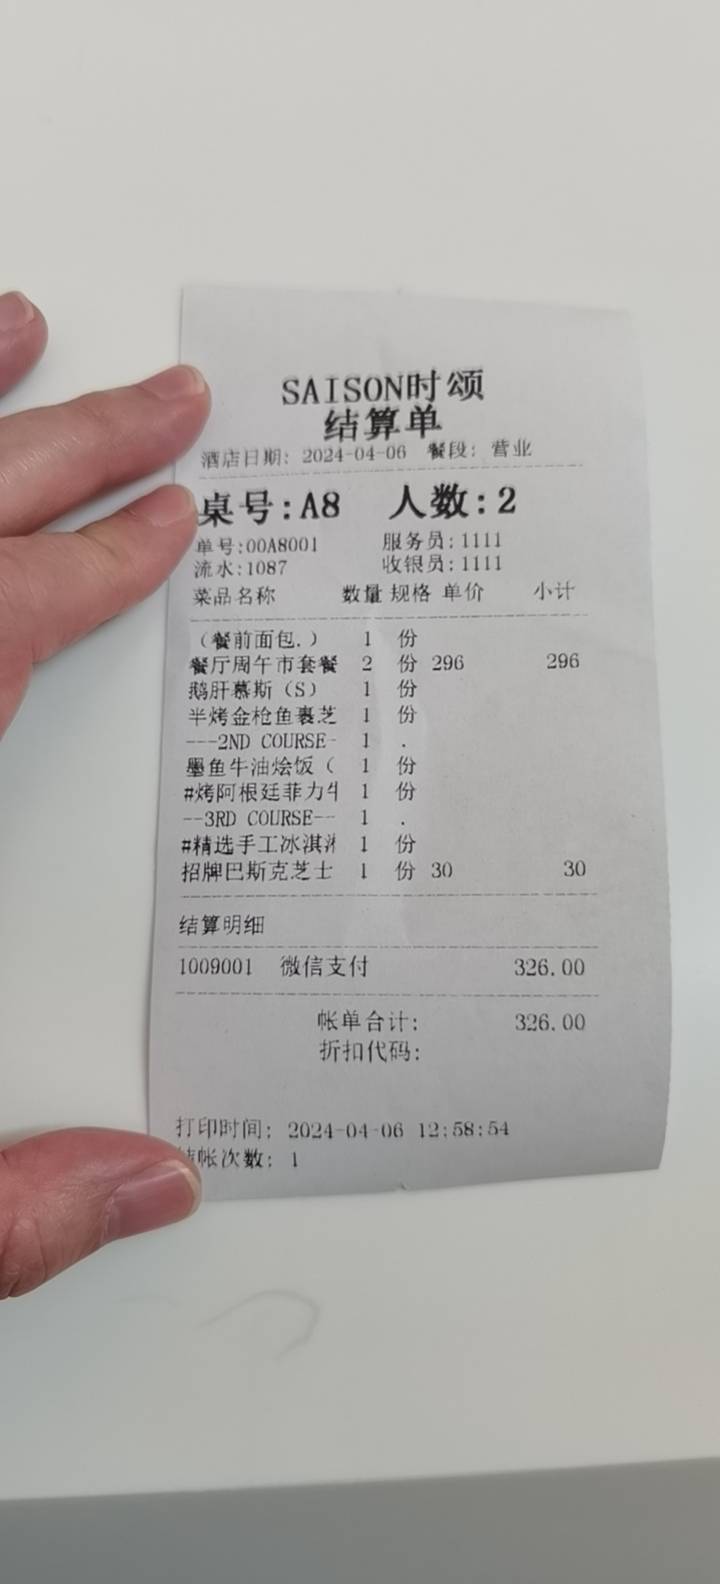 SAISON时颂
结算单
酒店日期: 2024-04-06 餐段: 营业
桌号:A8 人数:2
单号:00A8001 服务员:1111
流水:1087 收银员:1111
菜品名称 数量 规格 单价 小计
（餐前面包.） 1 份
餐厅周午市套餐 2 份 296 296
鹅肝慕斯（S） 1 份
半烤金枪鱼裹芝 1 份
---2ND COURSE- 1 .
墨鱼牛油烩饭（ 1 份
#烤阿根廷菲力牛 1 份
--3RD COURSE-- 1 .
#精选手工冰淇淋 1 份
招牌巴斯克芝士 1 份 30 30
结算明细
1009001 微信支付 326.00
帐单合计: 326.00
折扣代码:
打印时间: 2024-04-06 12:58:54
帐次数: 1